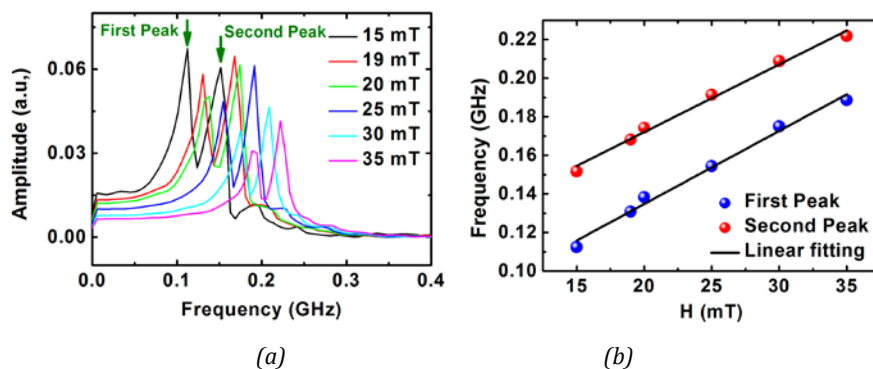 (a)
First Peak
Second Peak
15 mT
19 mT
20 mT
25 mT
30 mT
35 mT
0.06
0.03
0.00
Amplitude (a.u.)
0.0 0.1 0.2 0.3 0.4
Frequency (GHz)
(a)
(b)
0.22
0.20
0.18
0.16
0.14
0.12
0.10
Frequency (GHz)
First Peak
Second Peak
Linear fitting
15 20 25 30 35
H (mT)
(b)